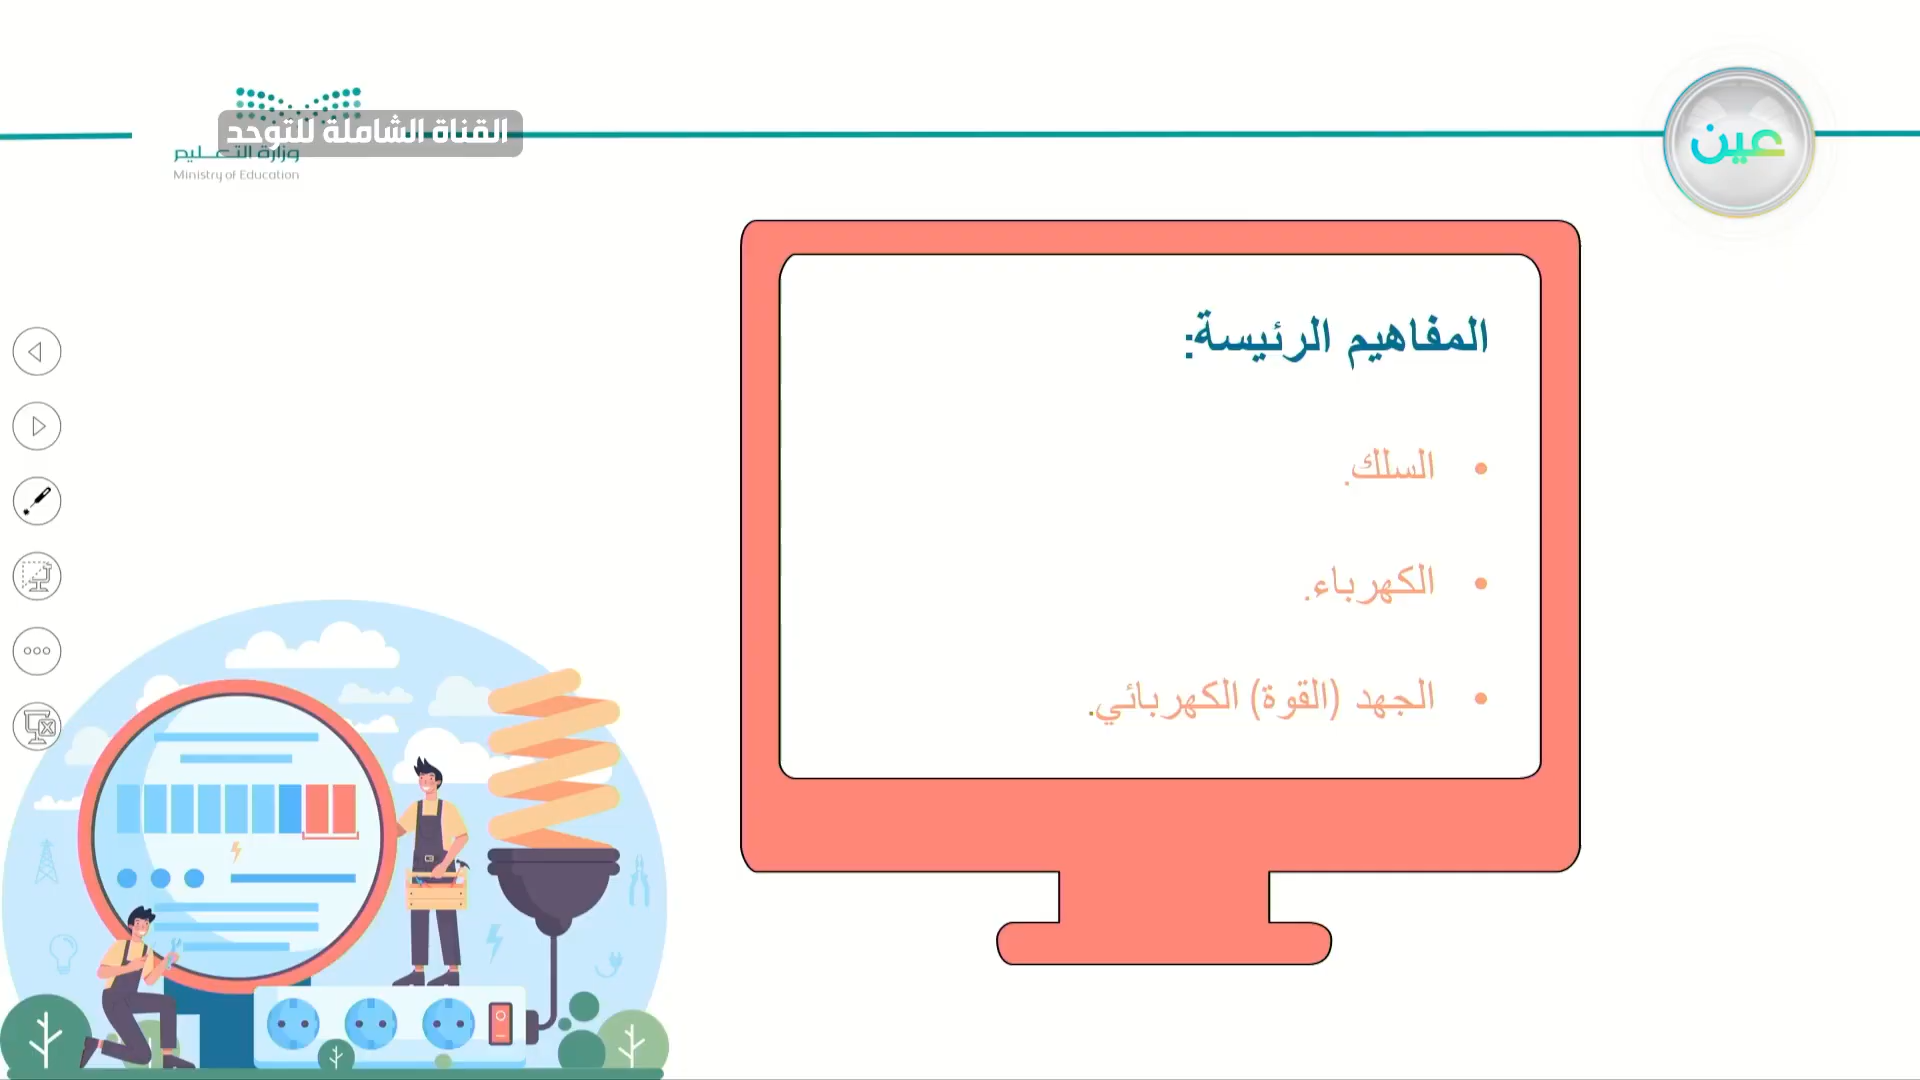 القناة الشاملة للتوحد
وزارة التعليم
Ministry of Education
عين
المفاهيم الرئيسة:
• السلك.
• الكهرباء.
• الجهد (القوة) الكهربائي.